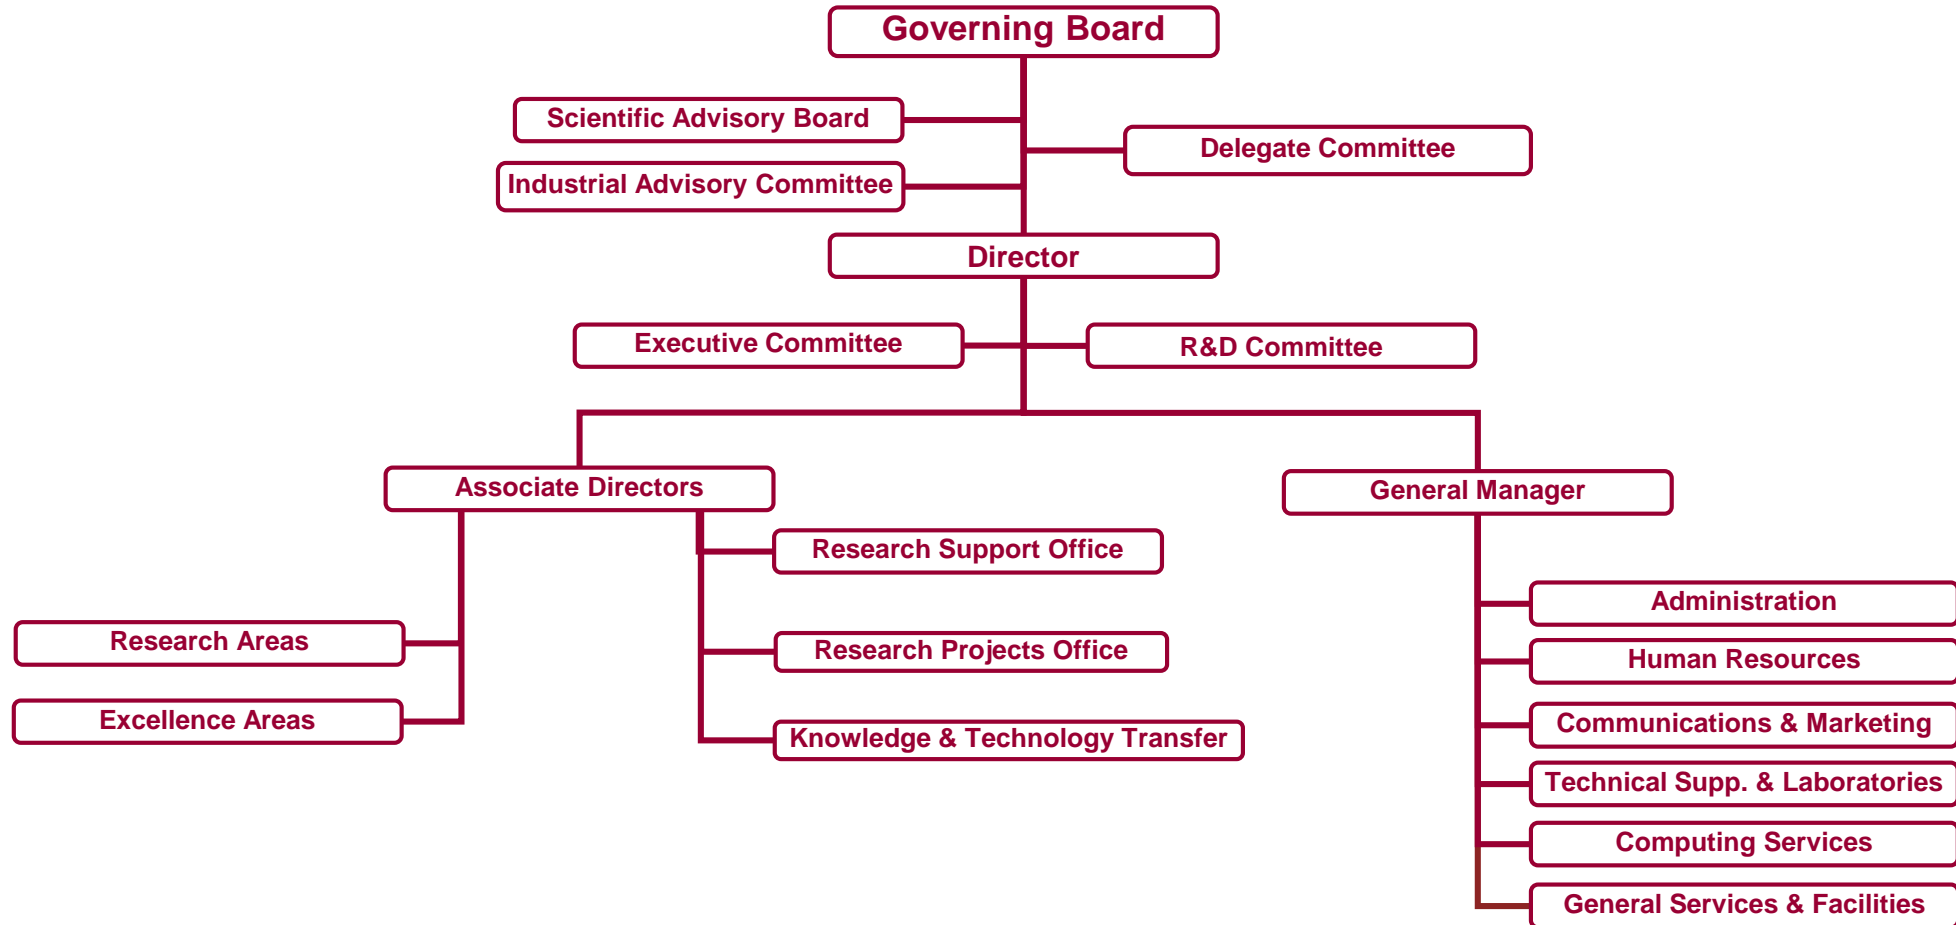 Governing Board
Scientific Advisory Board
Delegate Committee
Industrial Advisory Committee
Director
Executive Committee
R&D Committee
Associate Directors
General Manager
Research Support Office
Administration
Research Areas
Research Projects Office
Human Resources
Excellence Areas
Knowledge & Technology Transfer
Communications & Marketing
Technical Supp. & Laboratories
Computing Services
General Services & Facilities